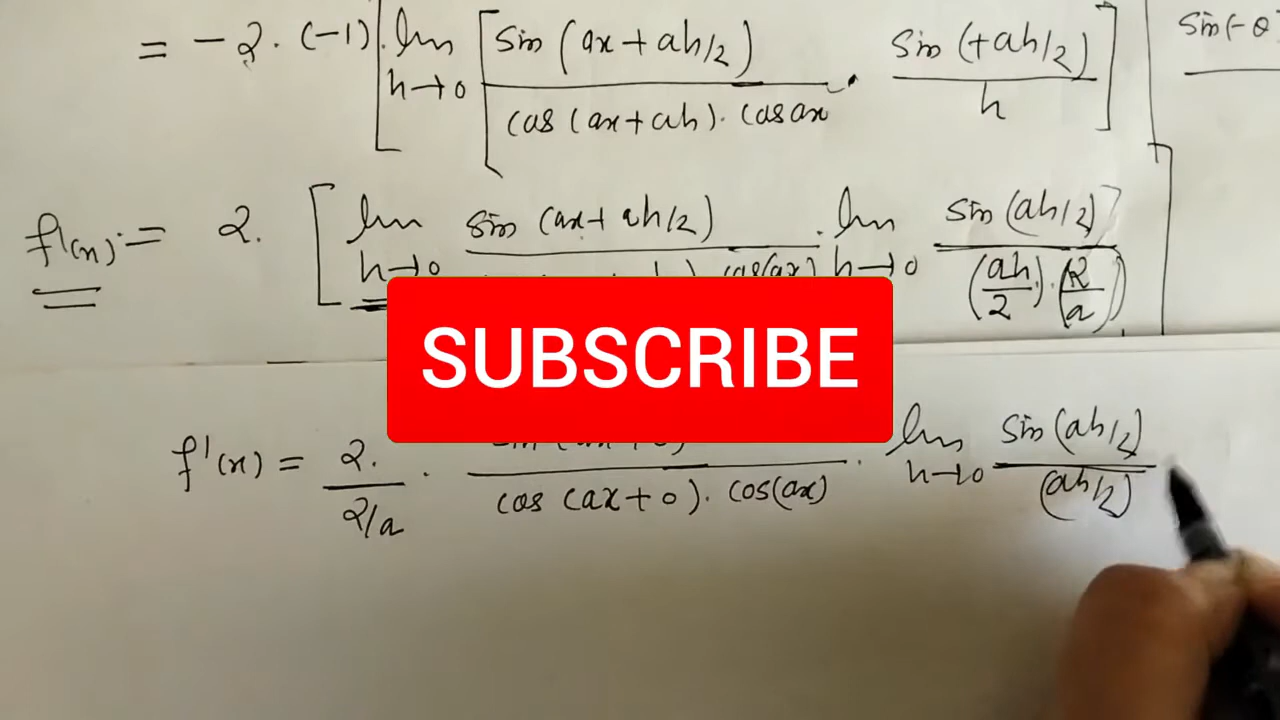 = - 2 . (-1) [ lim h→0 [ sin (ax + ah/2) / cos (ax + ah) . cos ax . sin (+ah/2) / h ] sin(-θ
f'(x) = 2. [ lim h→0 sin (ax + ah/2) / cos(ax) . lim h→0 sin (ah/2) / (ah/2) . (2/a) ]
SUBSCRIBE
f'(x) = 2. / 2/a . / cos (ax + 0) . cos(ax) . lim h→0 sin (ah/2) / (ah/2)